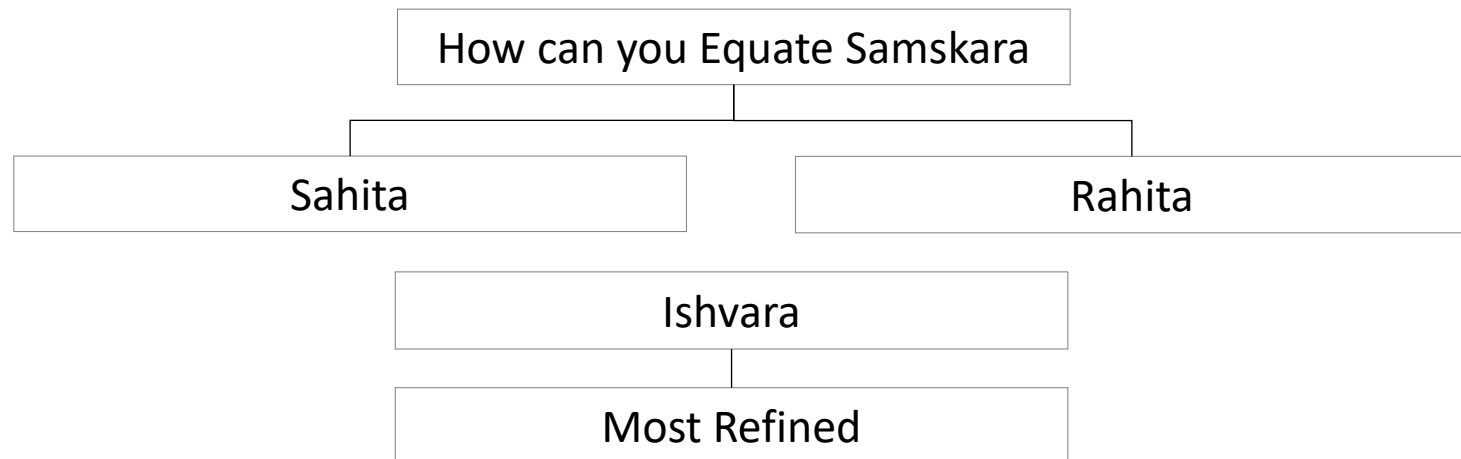 How can you Equate Samskara
Sahita
Rahita
Ishvara
Most Refined